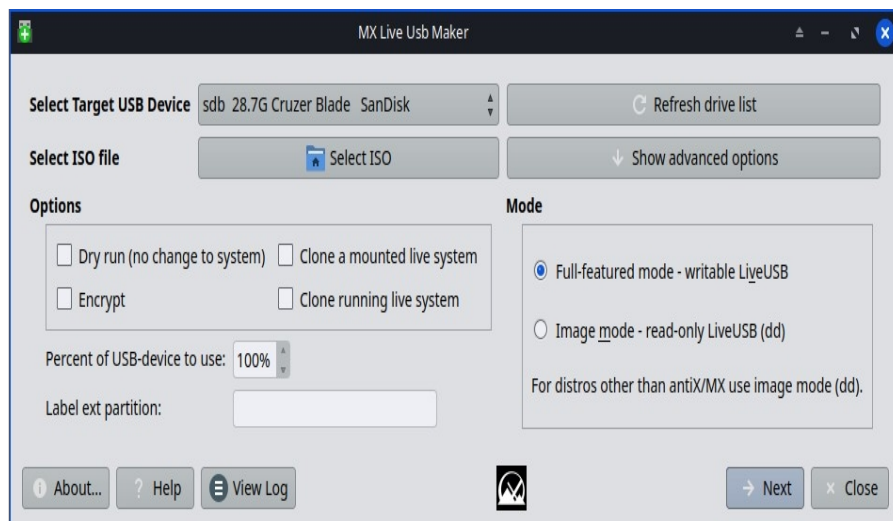 MX Live Usb Maker
Select Target USB Device sdb 28.7G Cruzer Blade SanDisk Refresh drive list
Select ISO file Select ISO Show advanced options
Options
Dry run (no change to system) Clone a mounted live system
Encrypt Clone running live system
Percent of USB-device to use: 100%
Label ext partition:
Mode
Full-featured mode - writable LiveUSB
Image mode - read-only LiveUSB (dd)
For distros other than antiX/MX use image mode (dd).
About... ? Help View Log Next Close